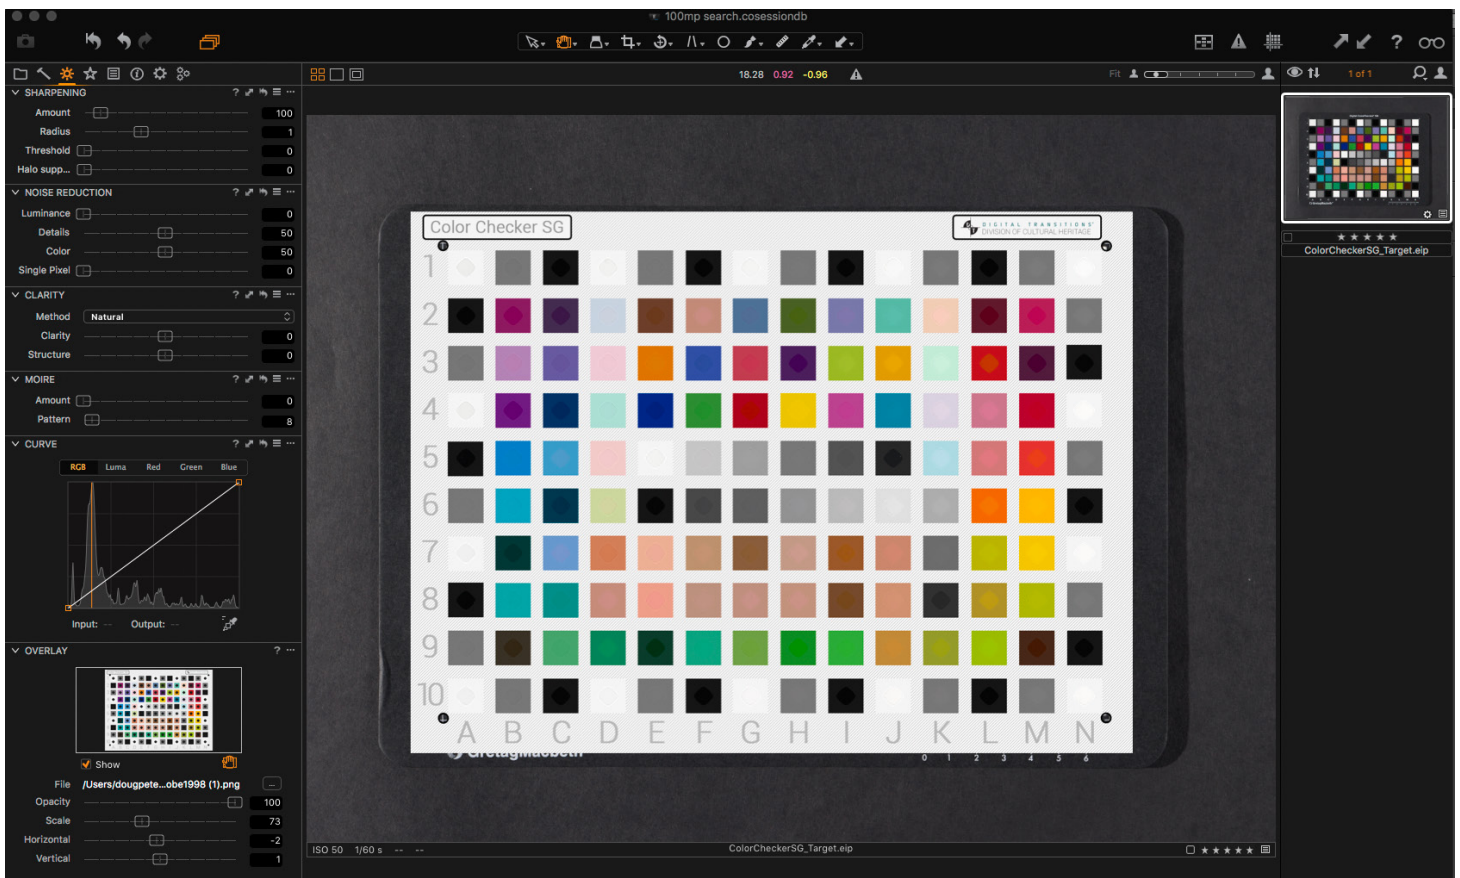 100mp search.cosessiondb
18.28 0.92 -0.96
Fit
1 of 1
SHARPENING ?
Amount 100
Radius 1
Threshold 0
Halo supp... 0
NOISE REDUCTION ?
Luminance 0
Details 50
Color 50
Single Pixel 0
CLARITY ?
Method Natural
Clarity 0
Structure 0
MOIRE ?
Amount 0
Pattern 8
CURVE ?
RGB Luma Red Green Blue
Input: -- Output: --
OVERLAY ?
Show
File /Users/dougpete...obe1998 (1).png
Opacity 100
Scale 73
Horizontal -2
Vertical 1
Color Checker SG
DIGITAL TRANSITIONS
DIVISION OF CULTURAL HERITAGE
1
2
3
4
5
6
7
8
9
10
A B C D E F G H I J K L M N
GretagMacbeth
0 1 2 3 4 5 6
ISO 50 1/60 s -- --
ColorCheckerSG_Target.eip
ColorCheckerSG_Target.eip